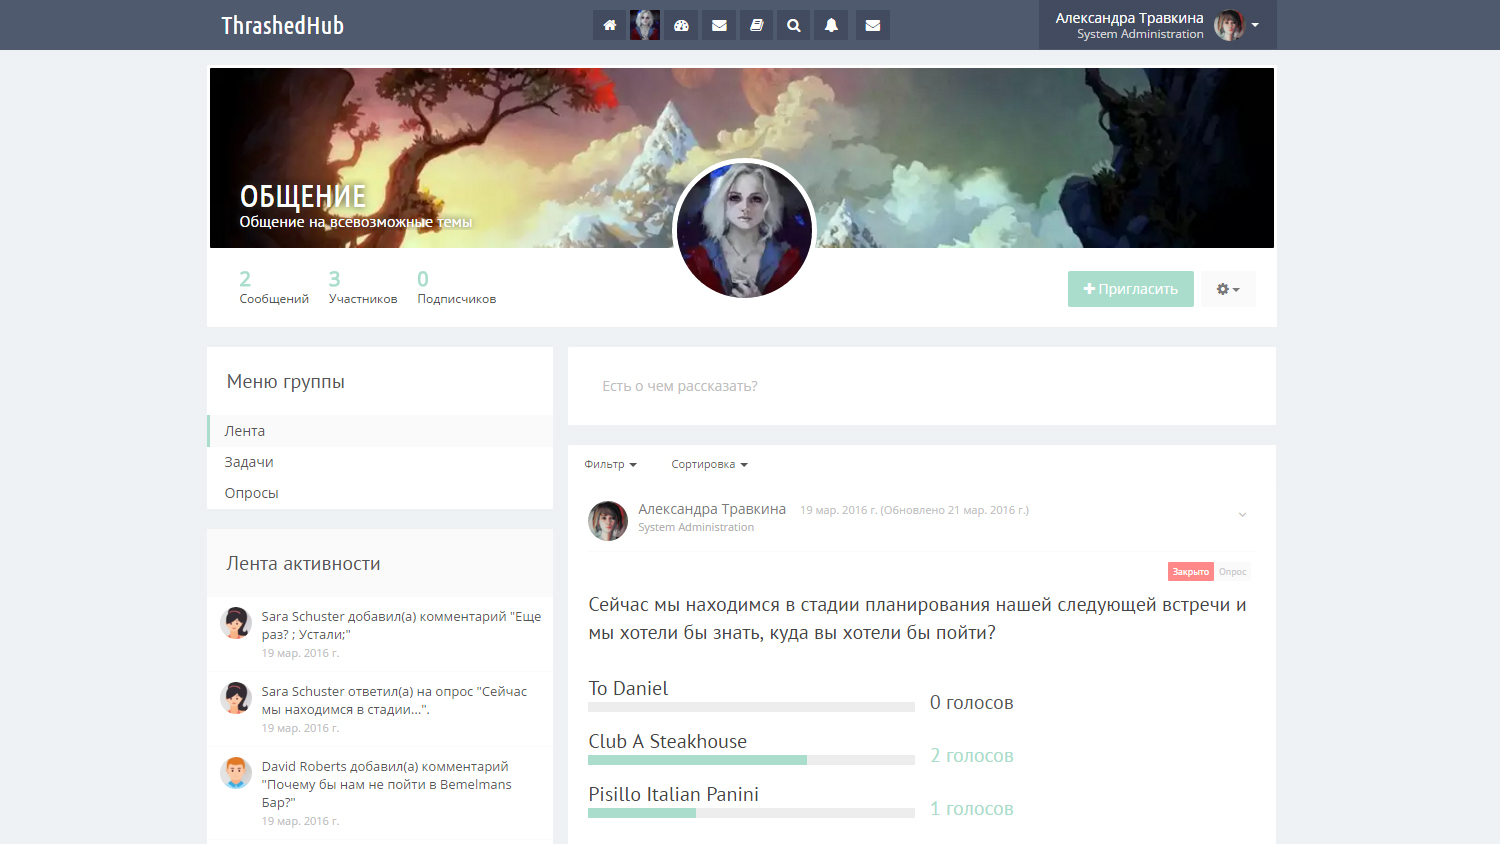 ThrashedHub
Александра Травкина
System Administration
ОБЩЕНИЕ
Общение на всевозможные темы
2
Сообщений
3
Участников
0
Подписчиков
Пригласить
Меню группы
Лента
Задачи
Опросы
Лента активности
Sara Schuster добавил(а) комментарий "Еще
раз? ; Устали;"
19 мар. 2016 г.
Sara Schuster ответил(а) на опрос "Сейчас
мы находимся в стадии...".
19 мар. 2016 г.
David Roberts добавил(а) комментарий
"Почему бы нам не пойти в Bemelmans
Бар?"
19 мар. 2016 г.
Есть о чем рассказать?
Фильтр Сортировка
Александра Травкина 19 мар. 2016 г. (Обновлено 21 мар. 2016 г.)
System Administration
Закрыто Опрос
Сейчас мы находимся в стадии планирования нашей следующей встречи и
мы хотели бы знать, куда вы хотели бы пойти?
To Daniel
0 голосов
Club A Steakhouse
2 голосов
Pisillo Italian Panini
1 голосов